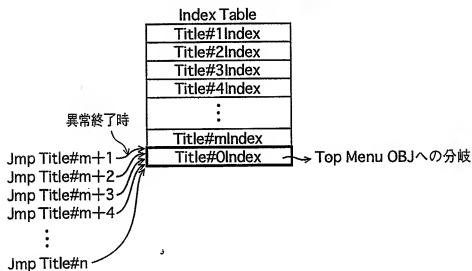 Index Table
Title#1Index
Title#2Index
Title#3Index
Title#4Index
⋮
Title#mIndex
Title#0Index
Top Menu OBJへの分岐
異常終了時
Jmp Title#m+1
Jmp Title#m+2
Jmp Title#m+3
Jmp Title#m+4
⋮
Jmp Title#n